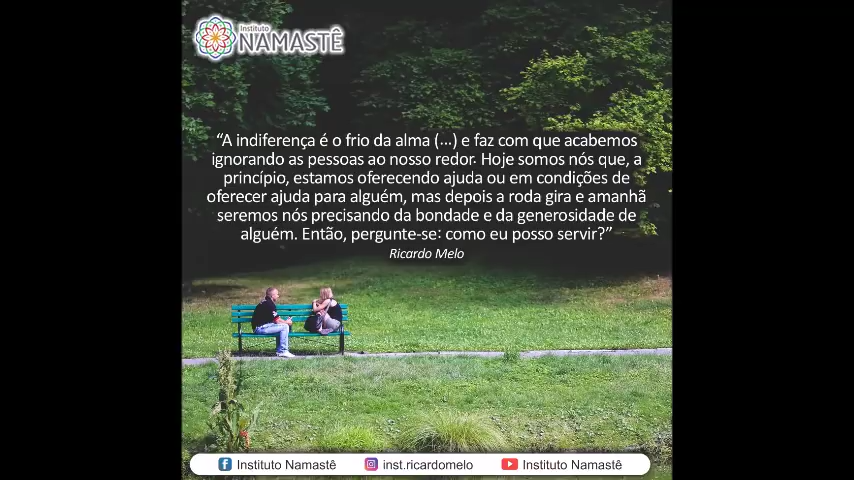 Instituto
NAMASTÊ
“A indiferença é o frio da alma (...) e faz com que acabemos
ignorando as pessoas ao nosso redor. Hoje somos nós que, a
princípio, estamos oferecendo ajuda ou em condições de
oferecer ajuda para alguém, mas depois a roda gira e amanhã
seremos nós precisando da bondade e da generosidade de
alguém. Então, pergunte-se: como eu posso servir?”
Ricardo Melo
Instituto Namastê inst.ricardomelo Instituto Namastê